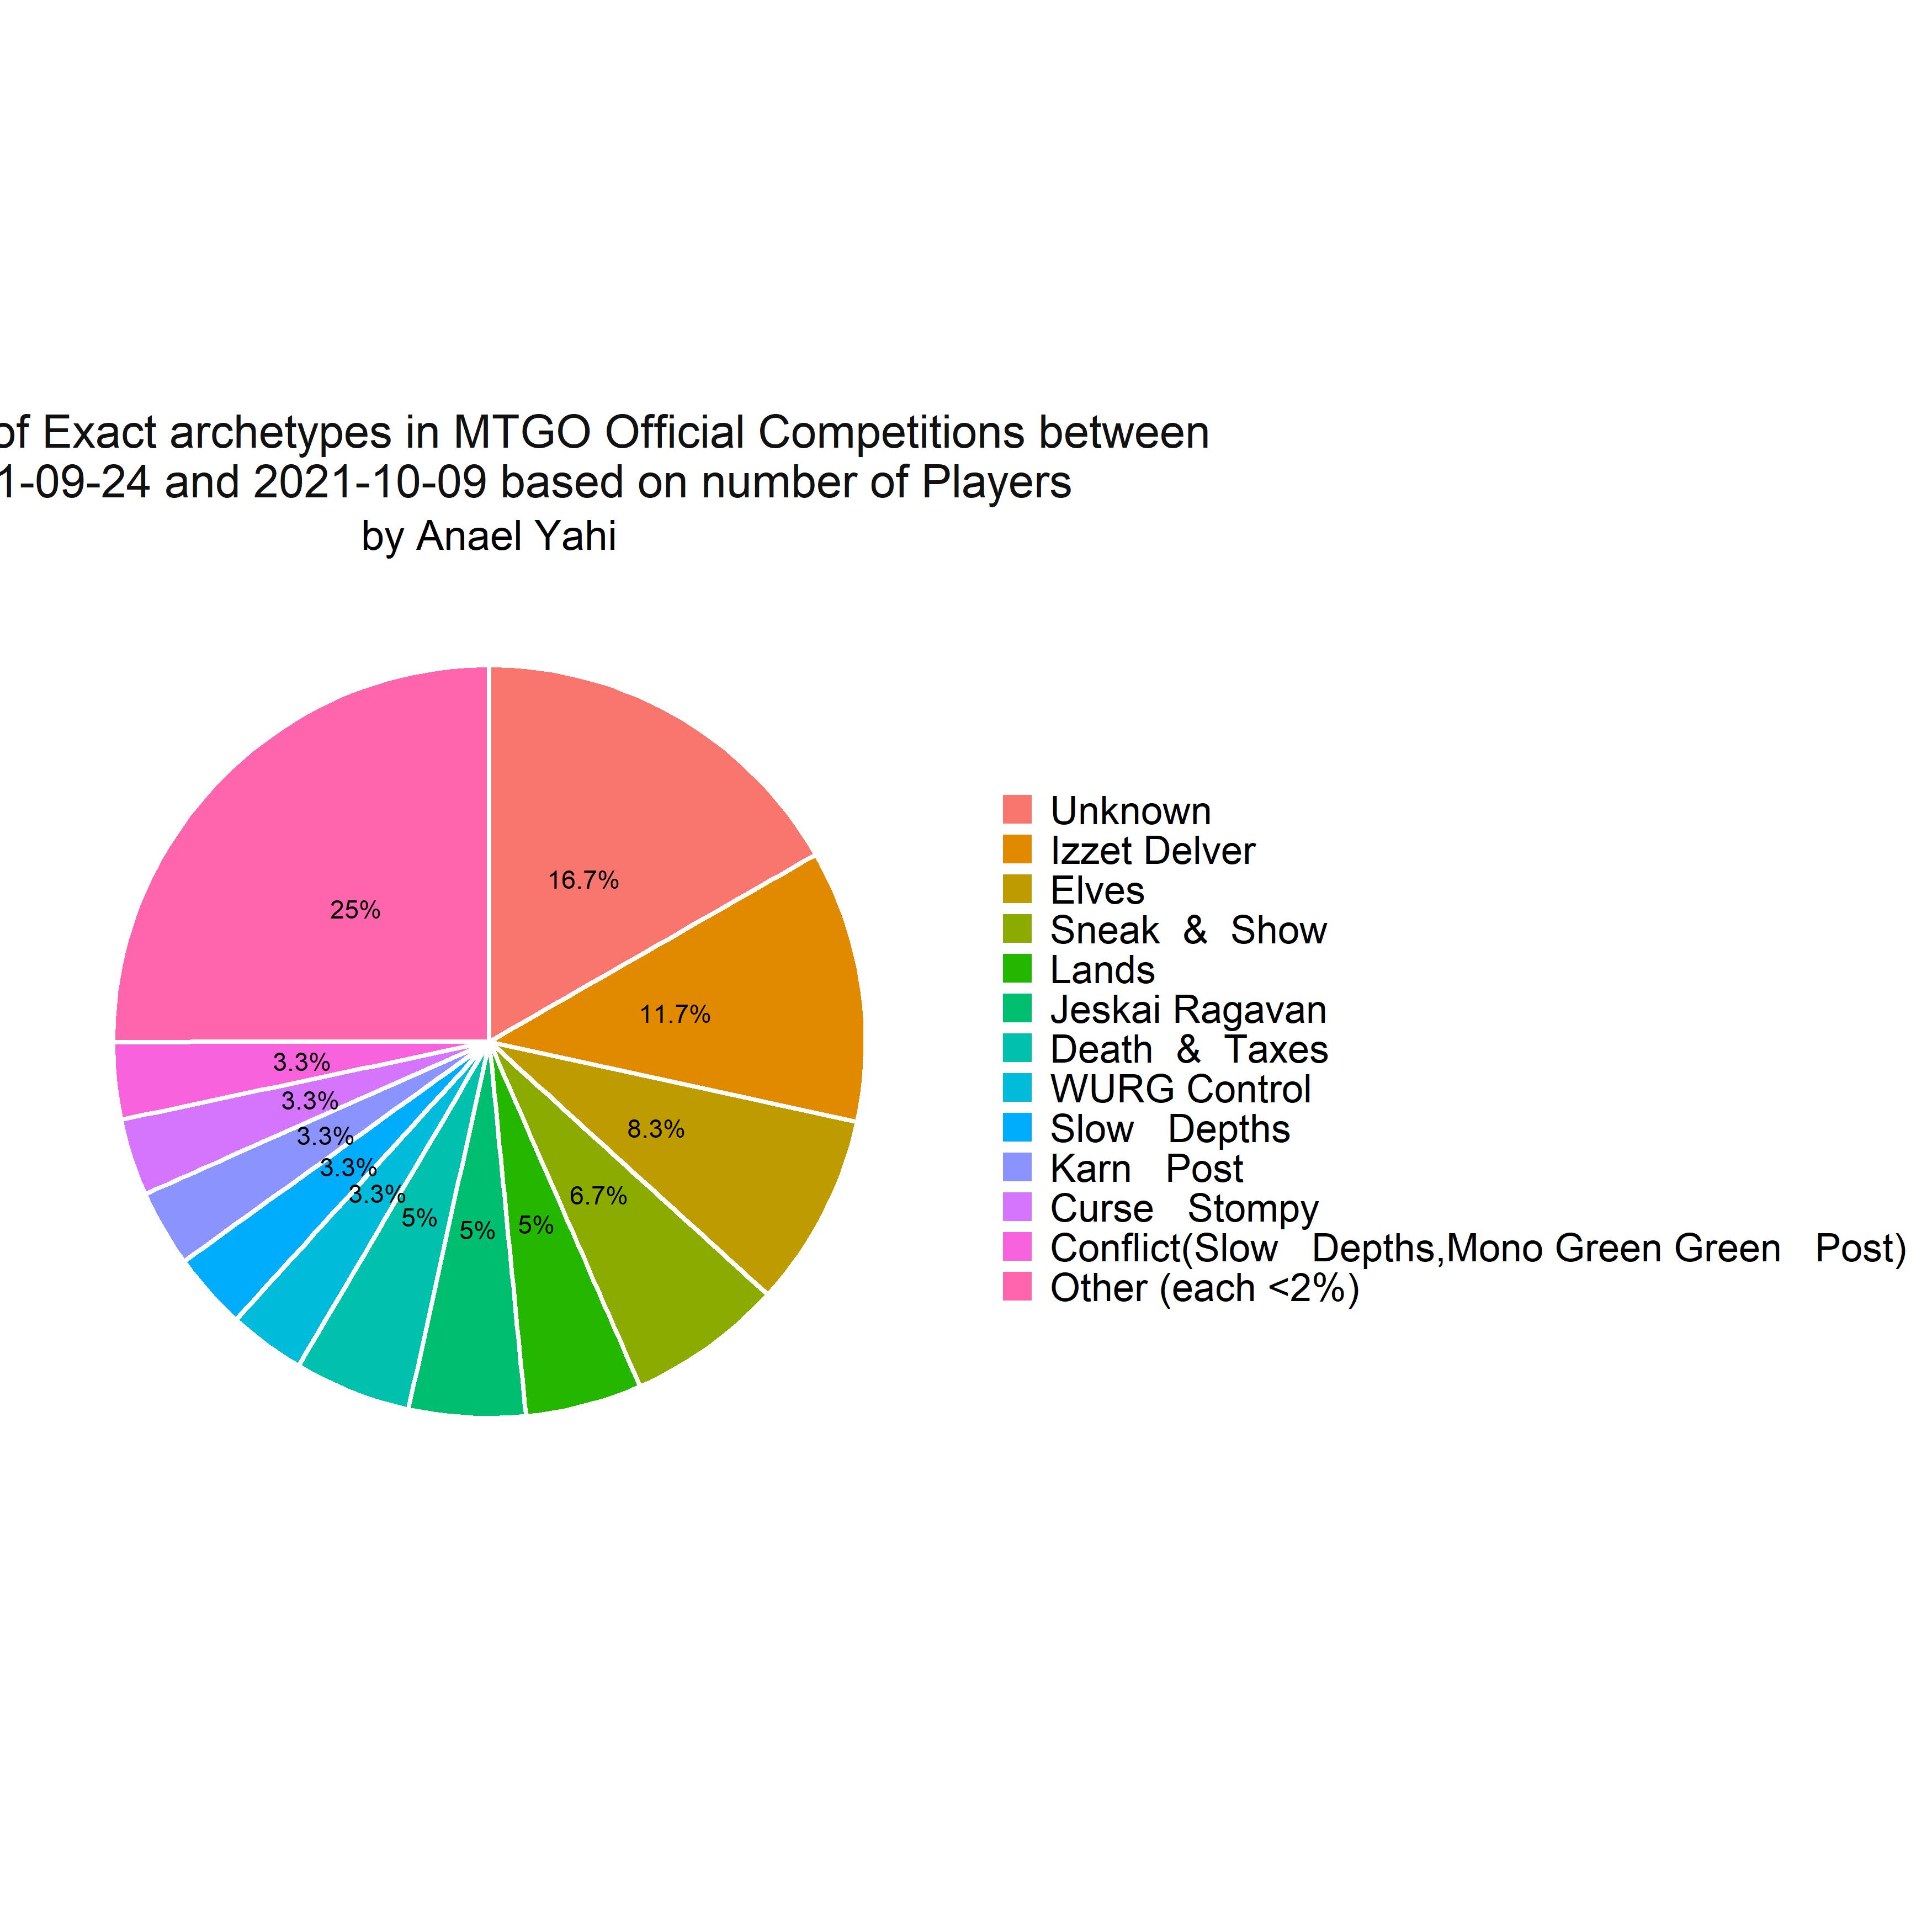 of Exact archetypes in MTGO Official Competitions between
1-09-24 and 2021-10-09 based on number of Players
by Anael Yahi
16.7%
25%
11.7%
3.3%
3.3%
8.3%
3.3%
3.3%
3.3%
6.7%
5%
5%
5%
Unknown
Izzet Delver
Elves
Sneak & Show
Lands
Jeskai Ragavan
Death & Taxes
WURG Control
Slow Depths
Karn Post
Curse Stompy
Conflict(Slow Depths,Mono Green Green Post)
Other (each <2%)